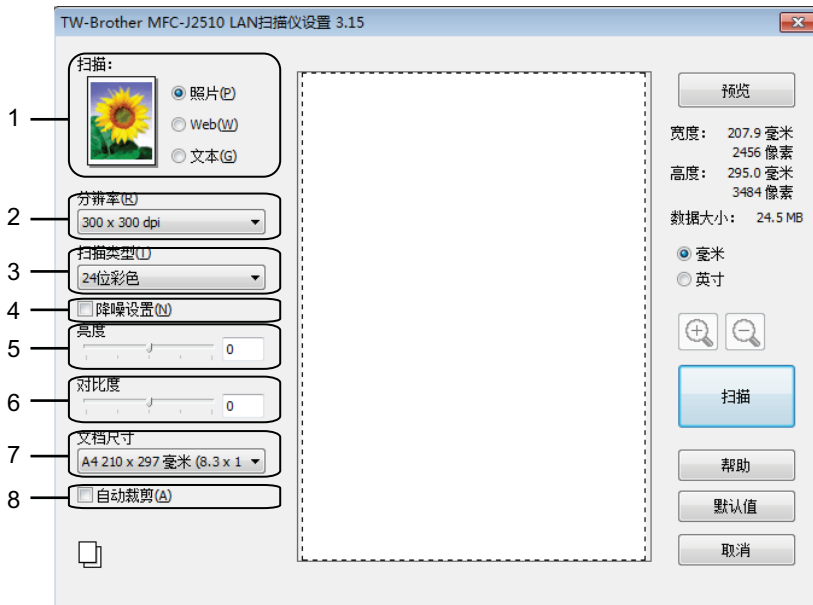 TW-Brother MFC-J2510 LAN扫描仪设置 3.15
1
扫描:
照片(P)
Web(W)
文本(G)
2
分辨率(R)
300 x 300 dpi
3
扫描类型(T)
24位彩色
4
降噪设置(N)
5
亮度
0
6
对比度
0
7
文档尺寸
A4 210 x 297 毫米 (8.3 x 1
8
自动裁剪(A)
预览
宽度: 207.9 毫米
2456 像素
高度: 295.0 毫米
3484 像素
数据大小: 24.5 MB
毫米
英寸
扫描
帮助
默认值
取消